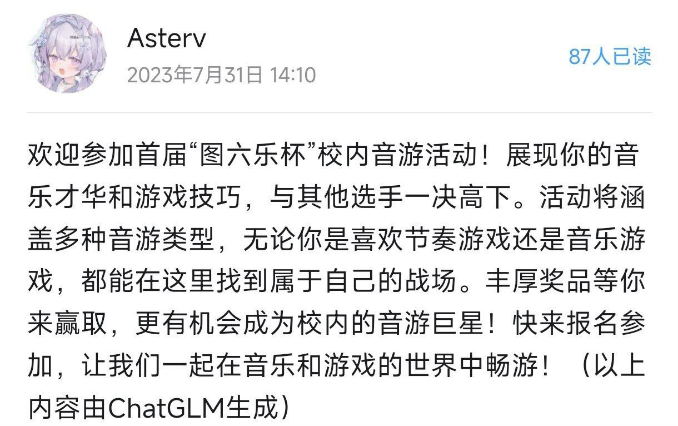 Asterv
2023年7月31日 14:10
87人已读
欢迎参加首届“图六乐杯”校内音游活动！展现你的音
乐才华和游戏技巧，与其他选手一决高下。活动将涵
盖多种音游类型，无论你是喜欢节奏游戏还是音乐游
戏，都能在这里找到属于自己的战场。丰厚奖品等你
来赢取，更有机会成为校内的音游巨星！快来报名参
加，让我们一起在音乐和游戏的世界中畅游！（以上
内容由ChatGLM生成）